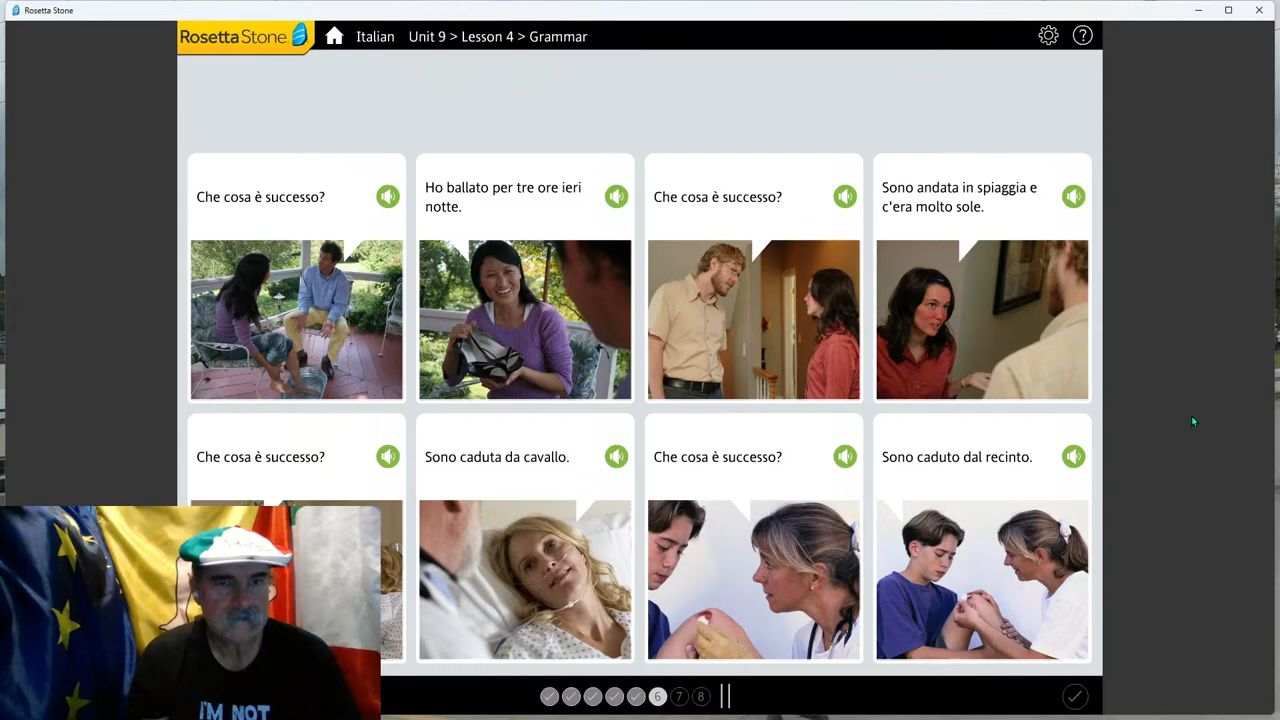 Rosetta Stone
RosettaStone
Italian Unit 9 > Lesson 4 > Grammar
?
Che cosa è successo?
Ho ballato per tre ore ieri
notte.
Che cosa è successo?
Sono andata in spiaggia e
c'era molto sole.
Che cosa è successo?
Sono caduta da cavallo.
Che cosa è successo?
Sono caduto dal recinto.
I'M NOT
6 7 8